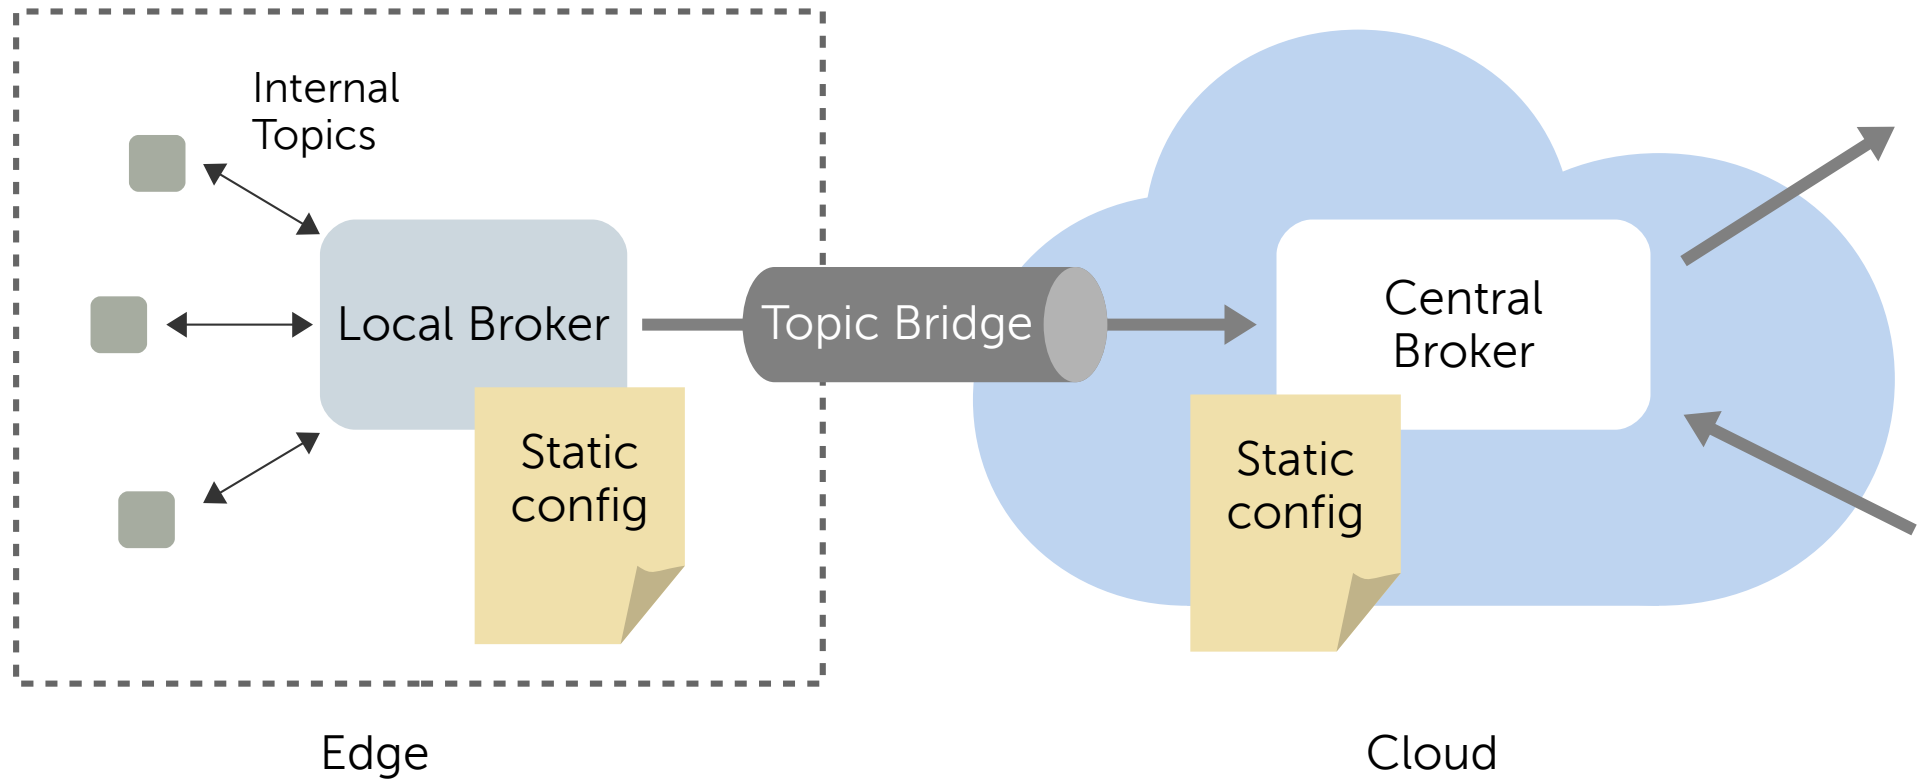 Internal
Topics
Local Broker
Static
config
Topic Bridge
Central
Broker
Static
config
Edge
Cloud